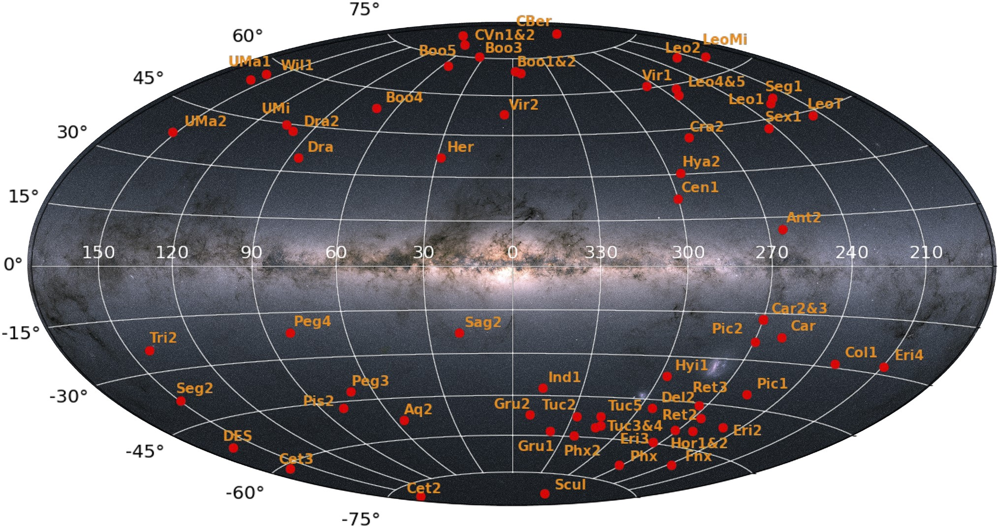 75°
CBer
60°
CVn1&2
LeoMi
Boo5
Boo3
Leo2
UMa1
Wil1
Boo1&2
45°
Vir1
Leo4&5
Seg1
Boo4
Leo1
LeoT
UMi
Vir2
Sex1
UMa2
Dra2
Cra2
30°
Dra
Her
Hya2
Cen1
15°
Ant2
150 120 90 60 30 0 330 300 270 240 210
0°
Car2&3
Peg4
Sag2
Pic2
Car
-15°
Tri2
Col1
Eri4
Hyi1
Ind1
Peg3
Ret3
Pic1
Seg2
-30°
Pis2
Del2
Aq2
Gru2
Tuc2
Tuc5
Ret2
Tuc3&4
Eri2
DES
Eri3
Hor1&2
-45°
Gru1
Phx2
Cet3
Phx
Fnx
Cet2
Scul
-60°
-75°